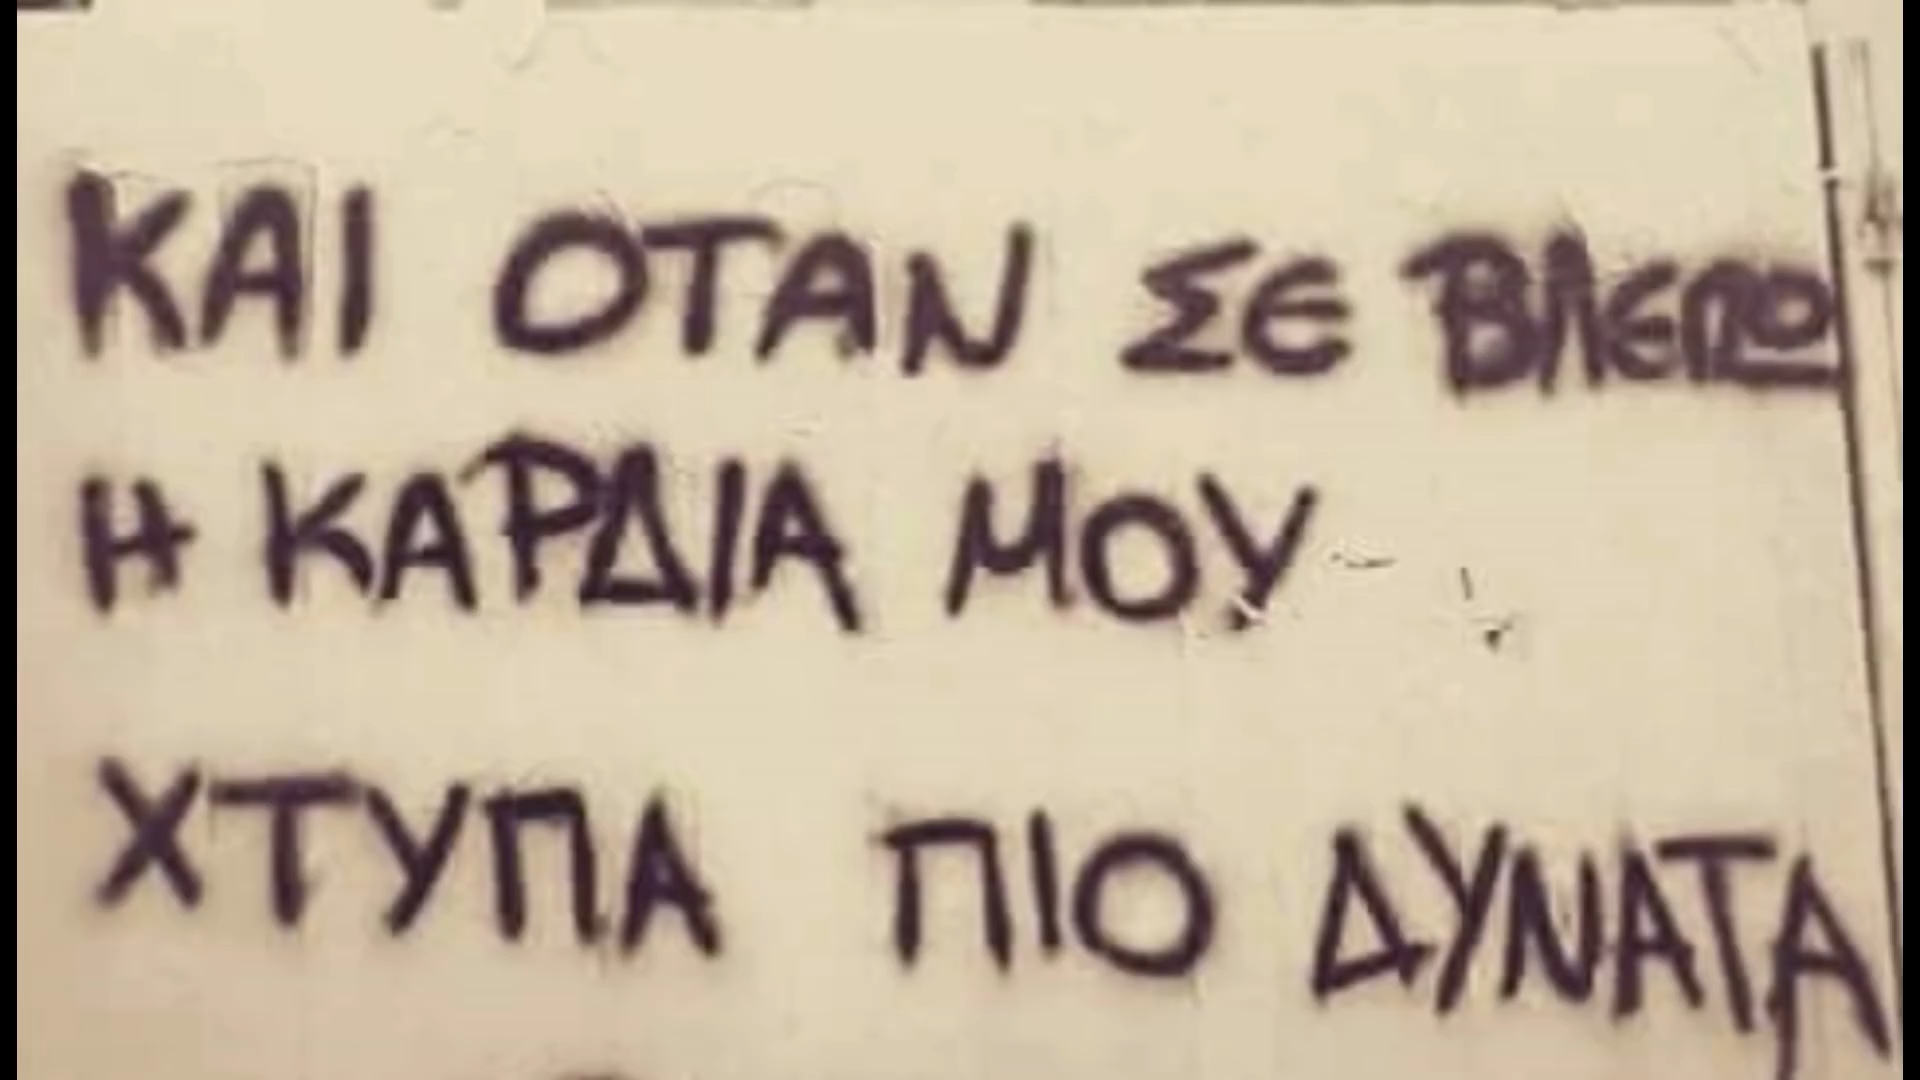 ΚΑΙ ΟΤΑΝ ΣΕ ΒΛΕΠΩ
Η ΚΑΡΔΙΑ ΜΟΥ
ΧΤΥΠΑ ΠΙΟ ΔΥΝΑΤΑ